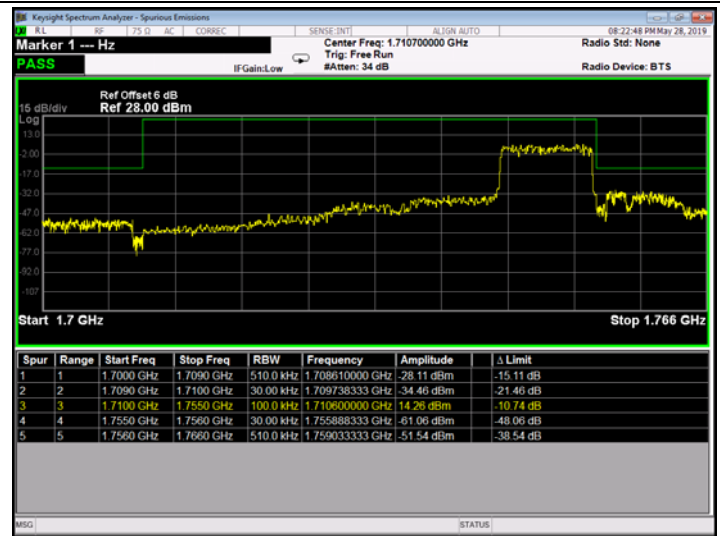 Keysight Spectrum Analyzer - Spurious Emissions
RL RF 75 Ω AC CORREC SENSE:INT ALIGN AUTO 08:22:48 PM May 28, 2019
Marker 1 --- Hz Center Freq: 1.710700000 GHz Radio Std: None
Trig: Free Run
PASS IFGain:Low #Atten: 34 dB Radio Device: BTS
Ref Offset 6 dB
15 dB/div Ref 28.00 dBm
Log
13.0
-2.00
-17.0
-32.0
-47.0
-62.0
-77.0
-92.0
-107
Start 1.7 GHz Stop 1.766 GHz
Spur Range Start Freq Stop Freq RBW Frequency Amplitude Δ Limit
1 1 1.7000 GHz 1.7090 GHz 510.0 kHz 1.708610000 GHz -28.11 dBm -15.11 dB
2 2 1.7090 GHz 1.7100 GHz 30.00 kHz 1.709738333 GHz -34.46 dBm -21.46 dB
3 3 1.7100 GHz 1.7550 GHz 100.0 kHz 1.710600000 GHz 14.26 dBm -10.74 dB
4 4 1.7550 GHz 1.7560 GHz 30.00 kHz 1.755888333 GHz -61.06 dBm -48.06 dB
5 5 1.7560 GHz 1.7660 GHz 510.0 kHz 1.759033333 GHz -51.54 dBm -38.54 dB
MSG STATUS